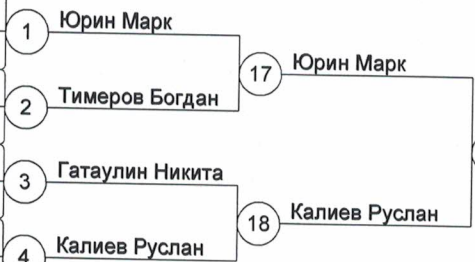 1 Юрин Марк
17 Юрин Марк
2 Тимеров Богдан
3 Гатаулин Никита
18 Калиев Руслан
4 Калиев Руслан